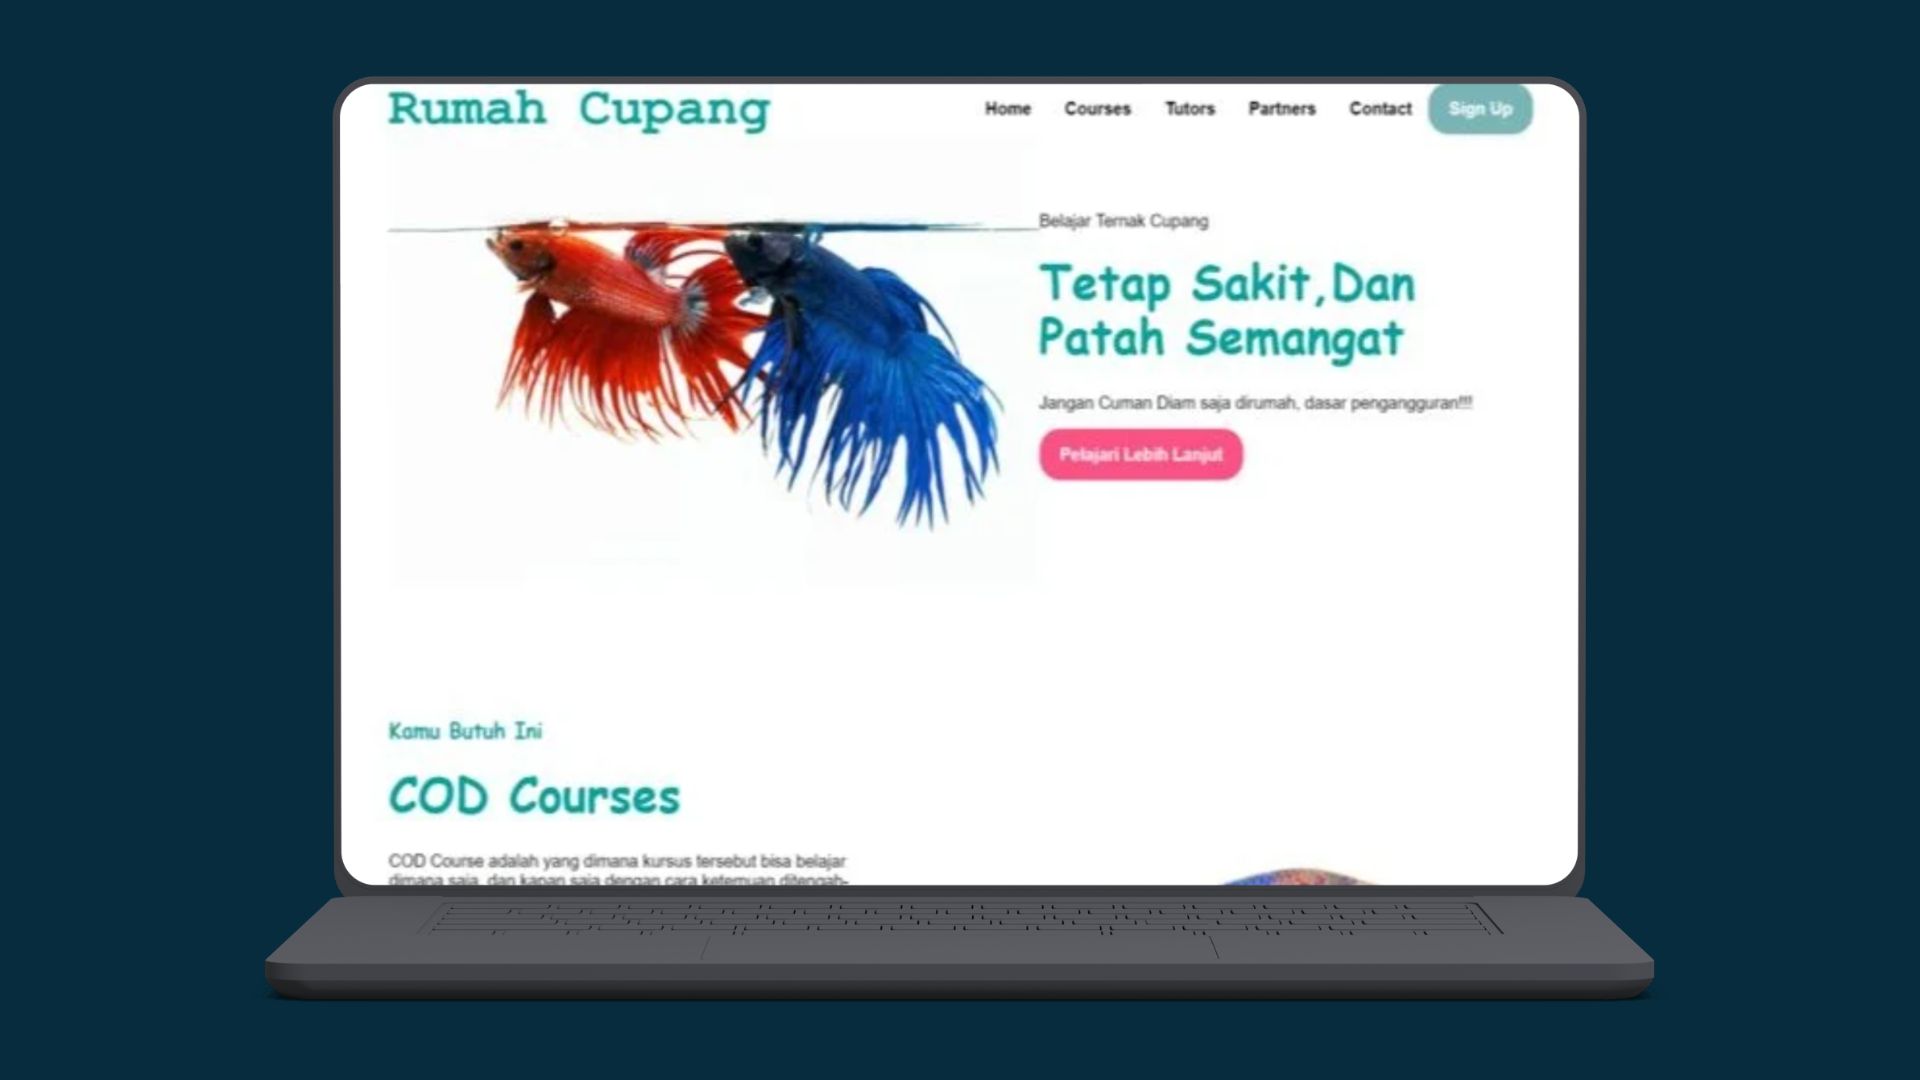 Rumah Cupang
Home Courses Tutors Partners Contact Sign Up
Belajar Ternak Cupang
Tetap Sakit,Dan
Patah Semangat
Jangan Cuman Diam saja dirumah, dasar pengangguran!!!
Pelajari Lebih Lanjut
Kamu Butuh Ini
COD Courses
COD Course adalah yang dimana kursus tersebut bisa belajar
dimana saja, dan kapan saja dengan cara ketemuan ditengah-